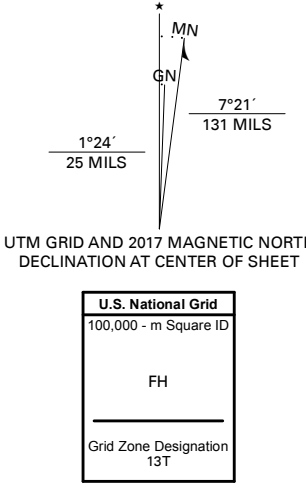 ★
MN
GN
7°21´
131 MILS
1°24´
25 MILS
UTM GRID AND 2017 MAGNETIC NORT
DECLINATION AT CENTER OF SHEET
U.S. National Grid
100,000 - m Square ID
FH
Grid Zone Designation
13T